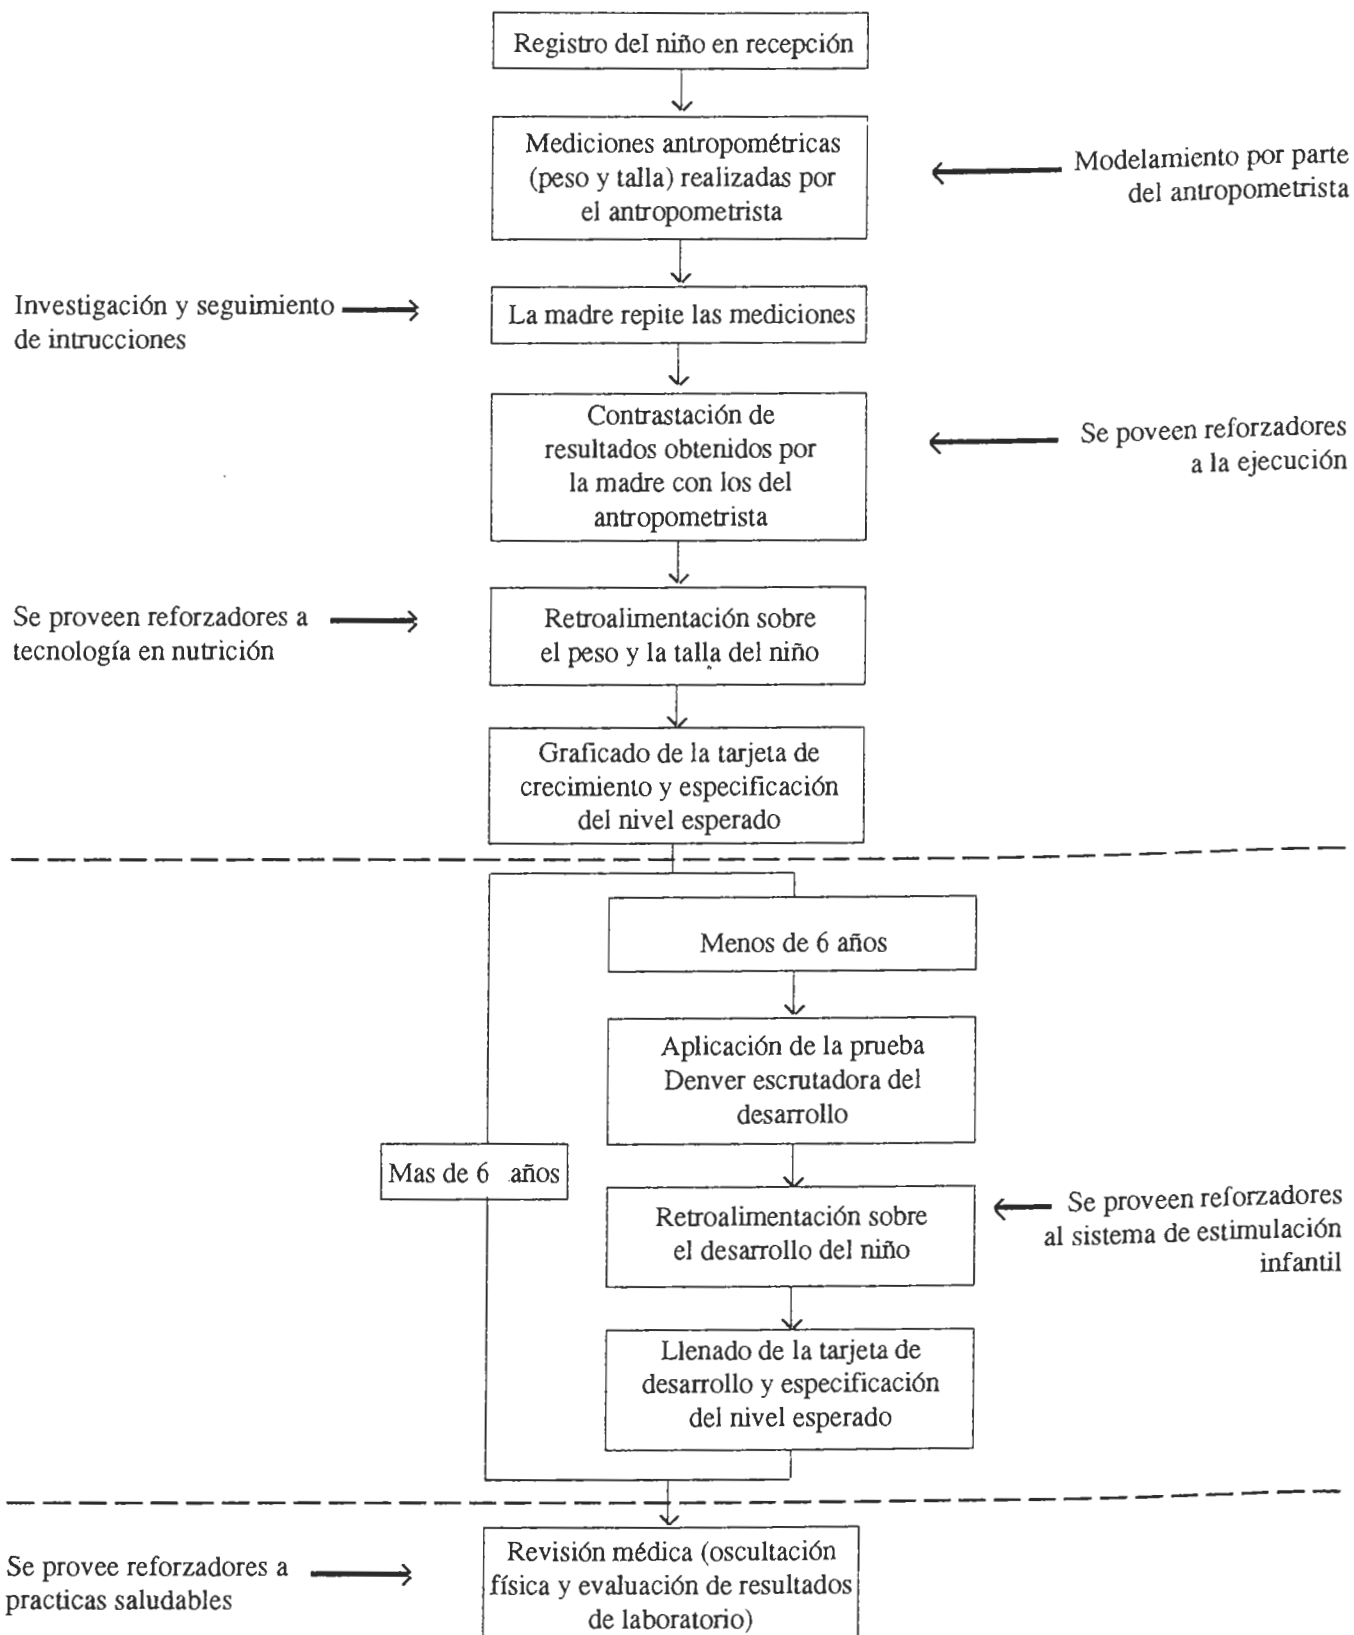 Registro del niño en recepción
Mediciones antropométricas
(peso y talla) realizadas por
el antropometrista
Modelamiento por parte
del antropometrista
Investigación y seguimiento
de intrucciones
La madre repite las mediciones
Contrastación de
resultados obtenidos por
la madre con los del
antropometrista
Se poveen reforzadores
a la ejecución
Se proveen reforzadores a
tecnología en nutrición
Retroalimentación sobre
el peso y la talla del niño
Graficado de la tarjeta de
crecimiento y especificación
del nivel esperado
Menos de 6 años
Aplicación de la prueba
Denver escrutadora del
desarrollo
Mas de 6 años
Retroalimentación sobre
el desarrollo del niño
Se proveen reforzadores
al sistema de estimulación
infantil
Llenado de la tarjeta de
desarrollo y especificación
del nivel esperado
Se provee reforzadores a
practicas saludables
Revisión médica (oscultación
física y evaluación de resultados
de laboratorio)